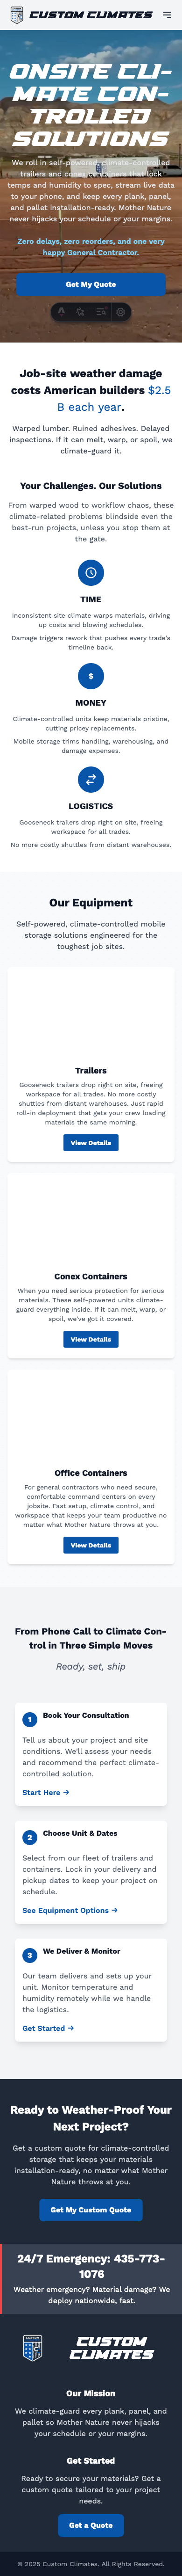 CUSTOM CLIMATES
ONSITE CLI-
MATE CON-
TROLLED
SOLUTIONS
We roll in self-powered, climate-controlled
trailers and conex containers that lock
temps and humidity to spec, stream live data
to your phone, and keep every plank, panel,
and pallet installation-ready. Mother Nature
never hijacks your schedule or your margins.
Zero delays, zero reorders, and one very
happy General Contractor.
Get My Quote
Job-site weather damage
costs American builders $2.5
B each year.
Warped lumber. Ruined adhesives. Delayed
inspections. If it can melt, warp, or spoil, we
climate-guard it.
Your Challenges. Our Solutions
From warped wood to workflow chaos, these
climate-related problems blindside even the
best-run projects, unless you stop them at
the gate.
TIME
Inconsistent site climate warps materials, driving
up costs and blowing schedules.
Damage triggers rework that pushes every trade's
timeline back.
$
MONEY
Climate-controlled units keep materials pristine,
cutting pricey replacements.
Mobile storage trims handling, warehousing, and
damage expenses.
LOGISTICS
Gooseneck trailers drop right on site, freeing
workspace for all trades.
No more costly shuttles from distant warehouses.
Our Equipment
Self-powered, climate-controlled mobile
storage solutions engineered for the
toughest job sites.
Trailers
Gooseneck trailers drop right on site, freeing
workspace for all trades. No more costly
shuttles from distant warehouses. Just rapid
roll-in deployment that gets your crew loading
materials the same morning.
View Details
Conex Containers
When you need serious protection for serious
materials. These self-powered units climate-
guard everything inside. If it can melt, warp, or
spoil, we've got it covered.
View Details
Office Containers
For general contractors who need secure,
comfortable command centers on every
jobsite. Fast setup, climate control, and
workspace that keeps your team productive no
matter what Mother Nature throws at you.
View Details
From Phone Call to Climate Con-
trol in Three Simple Moves
Ready, set, ship
1 Book Your Consultation
Tell us about your project and site
conditions. We'll assess your needs
and recommend the perfect climate-
controlled solution.
Start Here →
2 Choose Unit & Dates
Select from our fleet of trailers and
containers. Lock in your delivery and
pickup dates to keep your project on
schedule.
See Equipment Options →
3 We Deliver & Monitor
Our team delivers and sets up your
unit. Monitor temperature and
humidity remotely while we handle
the logistics.
Get Started →
Ready to Weather-Proof Your
Next Project?
Get a custom quote for climate-controlled
storage that keeps your materials
installation-ready, no matter what Mother
Nature throws at you.
Get My Custom Quote
24/7 Emergency: 435-773-
1076
Weather emergency? Material damage? We
deploy nationwide, fast.
CUSTOM
CLIMATES
Our Mission
We climate-guard every plank, panel, and
pallet so Mother Nature never hijacks
your schedule or your margins.
Get Started
Ready to secure your materials? Get a
custom quote tailored to your project
needs.
Get a Quote
© 2025 Custom Climates. All Rights Reserved.